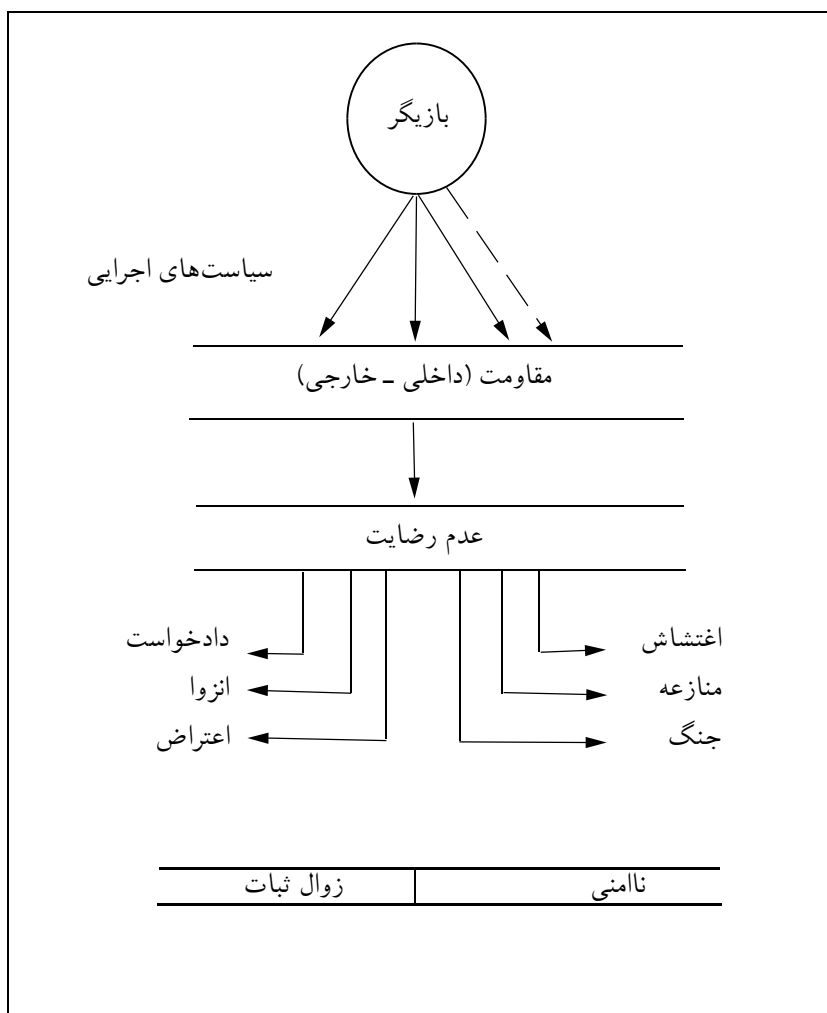 بازیگر
سیاست‌های اجرایی
مقاومت (داخلی ـ خارجی)
عدم رضایت
اغتشاش
دادخواست
منازعه
انزوا
جنگ
اعتراض
ناامنی
زوال ثبات